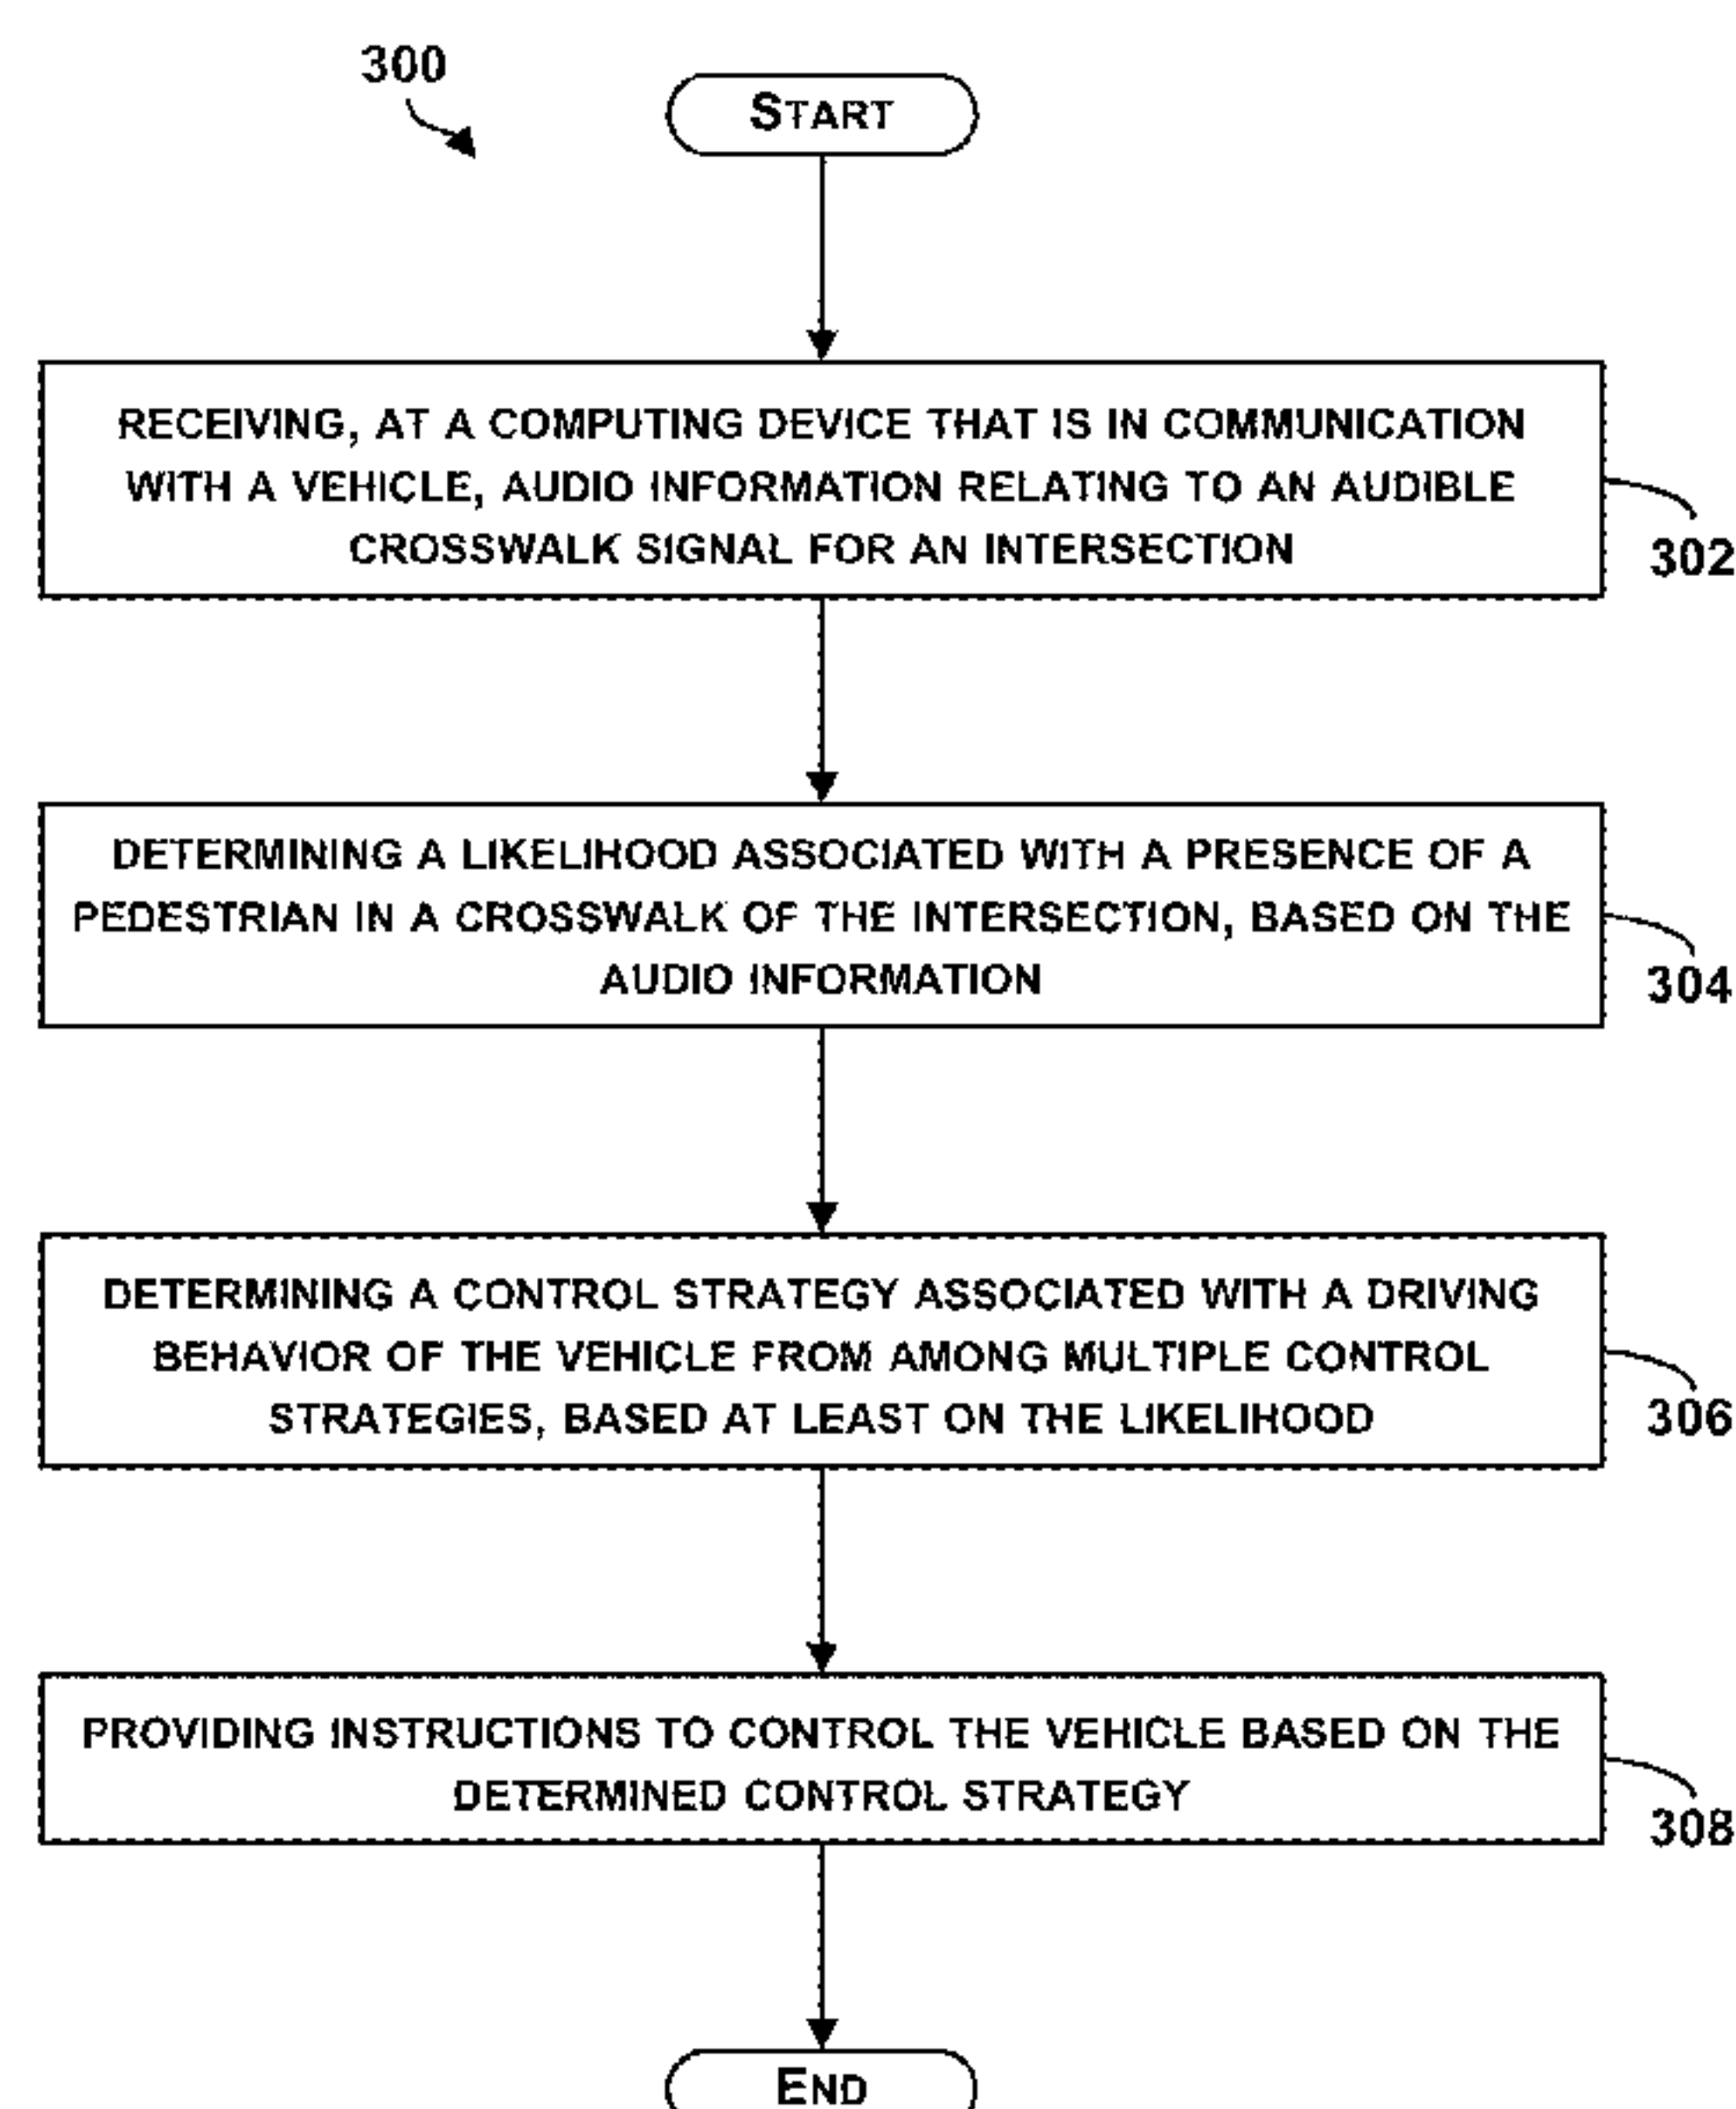 300
START
RECEIVING, AT A COMPUTING DEVICE THAT IS IN COMMUNICATION
WITH A VEHICLE, AUDIO INFORMATION RELATING TO AN AUDIBLE
CROSSWALK SIGNAL FOR AN INTERSECTION
302
DETERMINING A LIKELIHOOD ASSOCIATED WITH A PRESENCE OF A
PEDESTRIAN IN A CROSSWALK OF THE INTERSECTION, BASED ON THE
AUDIO INFORMATION
304
DETERMINING A CONTROL STRATEGY ASSOCIATED WITH A DRIVING
BEHAVIOR OF THE VEHICLE FROM AMONG MULTIPLE CONTROL
STRATEGIES, BASED AT LEAST ON THE LIKELIHOOD
306
PROVIDING INSTRUCTIONS TO CONTROL THE VEHICLE BASED ON THE
DETERMINED CONTROL STRATEGY
308
END